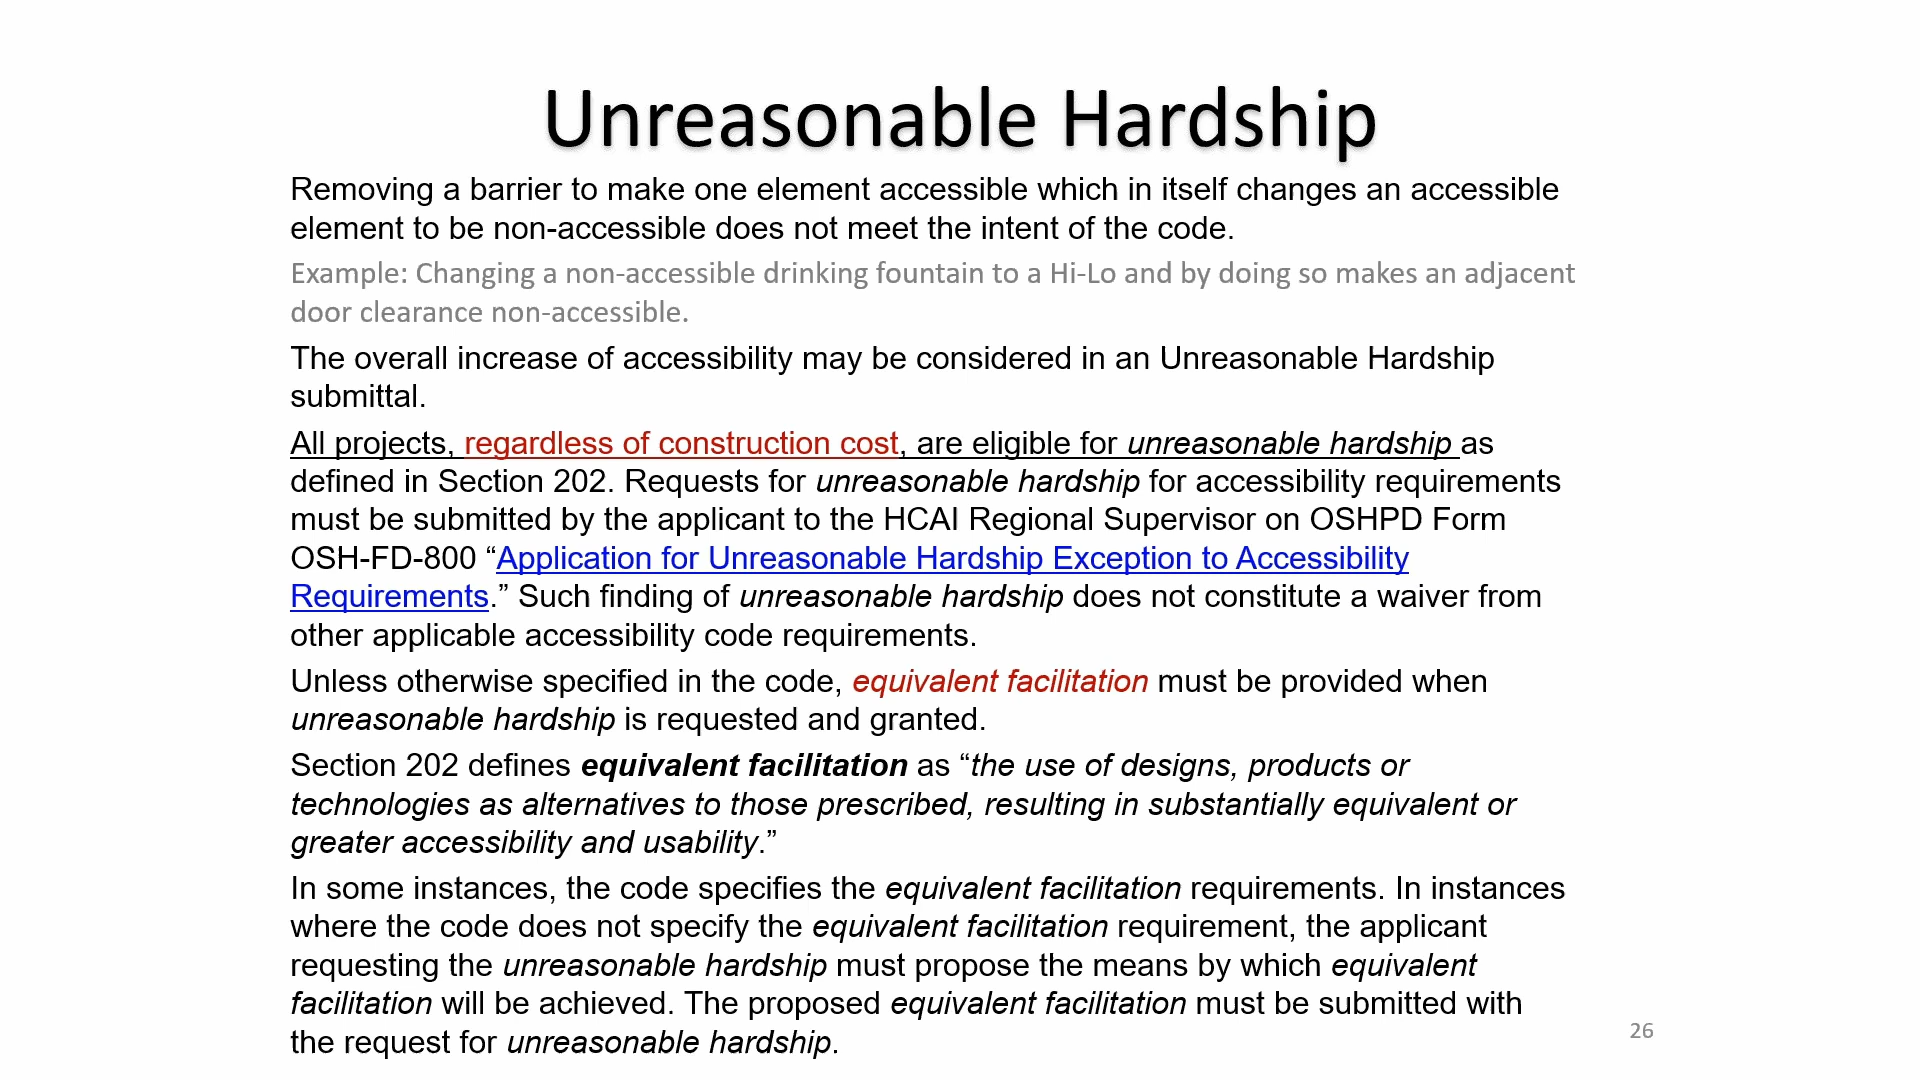 Unreasonable Hardship
Removing a barrier to make one element accessible which in itself changes an accessible
element to be non-accessible does not meet the intent of the code.
Example: Changing a non-accessible drinking fountain to a Hi-Lo and by doing so makes an adjacent
door clearance non-accessible.
The overall increase of accessibility may be considered in an Unreasonable Hardship
submittal.
All projects, regardless of construction cost, are eligible for unreasonable hardship as
defined in Section 202. Requests for unreasonable hardship for accessibility requirements
must be submitted by the applicant to the HCAI Regional Supervisor on OSHPD Form
OSH-FD-800 “Application for Unreasonable Hardship Exception to Accessibility
Requirements.” Such finding of unreasonable hardship does not constitute a waiver from
other applicable accessibility code requirements.
Unless otherwise specified in the code, equivalent facilitation must be provided when
unreasonable hardship is requested and granted.
Section 202 defines equivalent facilitation as “the use of designs, products or
technologies as alternatives to those prescribed, resulting in substantially equivalent or
greater accessibility and usability.”
In some instances, the code specifies the equivalent facilitation requirements. In instances
where the code does not specify the equivalent facilitation requirement, the applicant
requesting the unreasonable hardship must propose the means by which equivalent
facilitation will be achieved. The proposed equivalent facilitation must be submitted with
the request for unreasonable hardship.
26